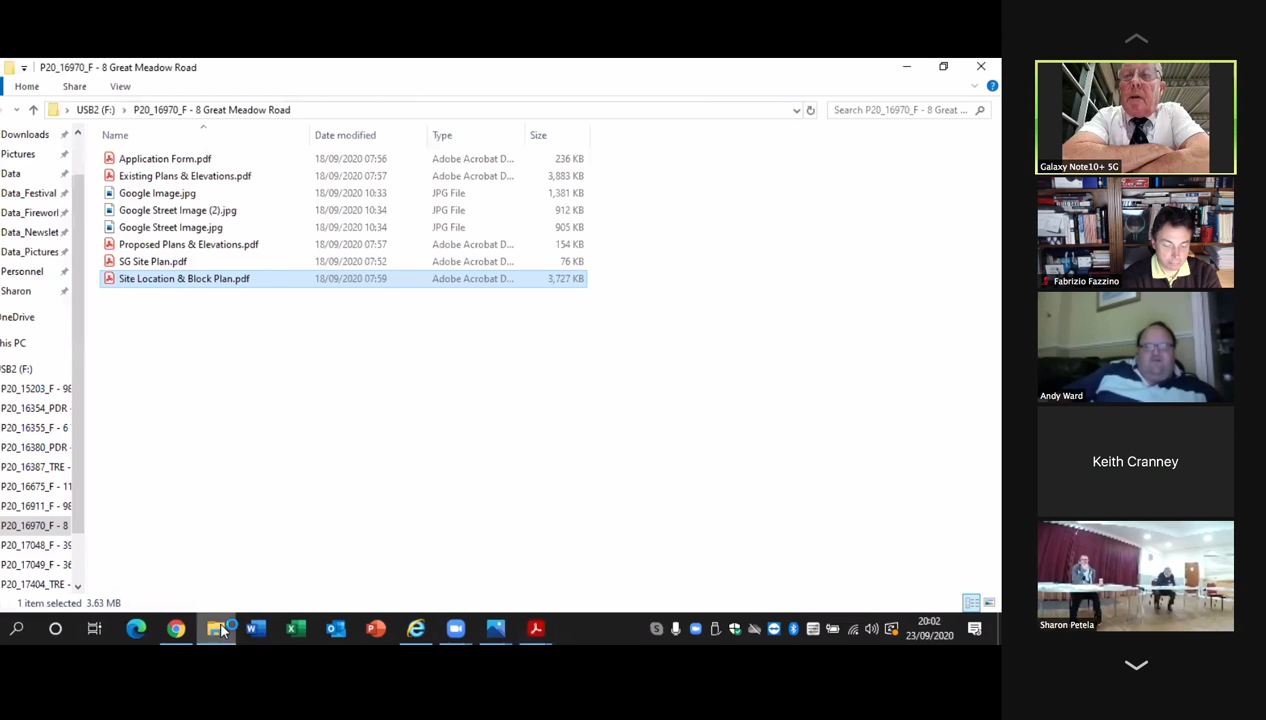 P20_16970_F - 8 Great Meadow Road
Home Share View
USB2 (F:) P20_16970_F - 8 Great Meadow Road
Search P20_16970_F - 8 Great ...
Downloads
Pictures
Data
Data_Festival
Data_Firework
Data_Newslet
Data_Pictures
Personnel
Sharon
OneDrive
his PC
SB2 (F:)
P20_15203_F - 98
P20_16354_PDR -
P20_16355_F - 6
P20_16380_PDR -
P20_16387_TRE -
P20_16675_F - 11
P20_16911_F - 98
P20_16970_F - 8
P20_17048_F - 39
P20_17049_F - 36
P20_17404_TRE -
Name Date modified Type Size
Application Form.pdf 18/09/2020 07:56 Adobe Acrobat D... 236 KB
Existing Plans & Elevations.pdf 18/09/2020 07:57 Adobe Acrobat D... 3,883 KB
Google Image.jpg 18/09/2020 10:33 JPG File 1,381 KB
Google Street Image (2).jpg 18/09/2020 10:34 JPG File 912 KB
Google Street Image.jpg 18/09/2020 10:34 JPG File 905 KB
Proposed Plans & Elevations.pdf 18/09/2020 07:57 Adobe Acrobat D... 154 KB
SG Site Plan.pdf 18/09/2020 07:52 Adobe Acrobat D... 76 KB
Site Location & Block Plan.pdf 18/09/2020 07:59 Adobe Acrobat D... 3,727 KB
1 item selected 3.63 MB
20:02
23/09/2020
Galaxy Note10+ 5G
Fabrizio Fazzino
Andy Ward
Keith Cranney
Sharon Petela